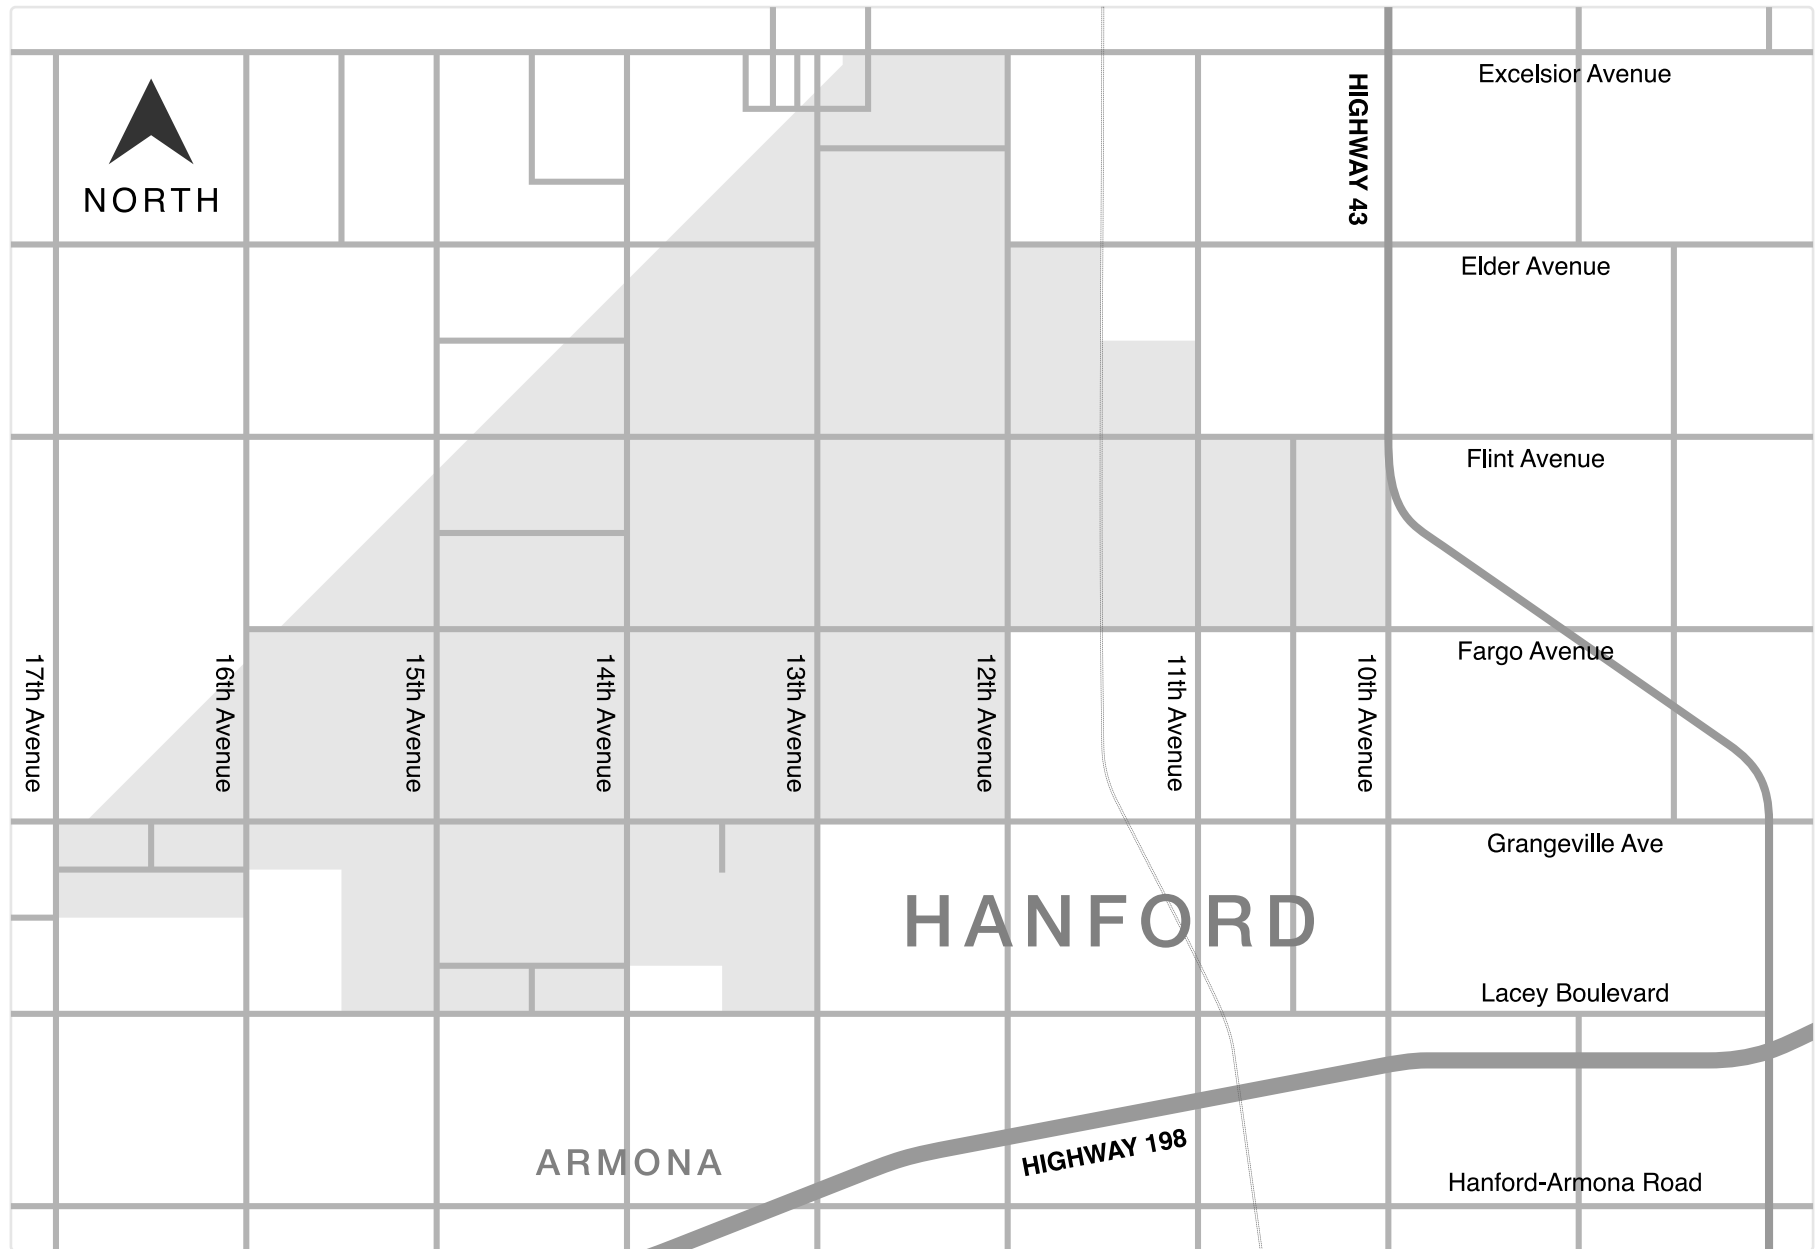 Excelsior Avenue
HIGHWAY 43
NORTH
Elder Avenue
Flint Avenue
Fargo Avenue
17th Avenue
16th Avenue
15th Avenue
14th Avenue
13th Avenue
12th Avenue
11th Avenue
10th Avenue
Grangeville Ave
HANFORD
Lacey Boulevard
HIGHWAY 198
ARMONA
Hanford-Armona Road